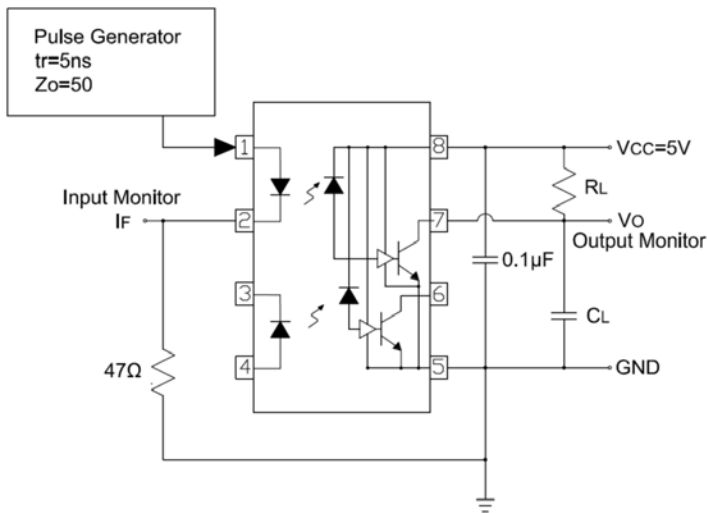 Pulse Generator
tr=5ns
Zo=50
1
8
VCC=5V
RL
Input Monitor
IF
2
7
VO
Output Monitor
0.1µF
3
6
CL
47Ω
4
5
GND